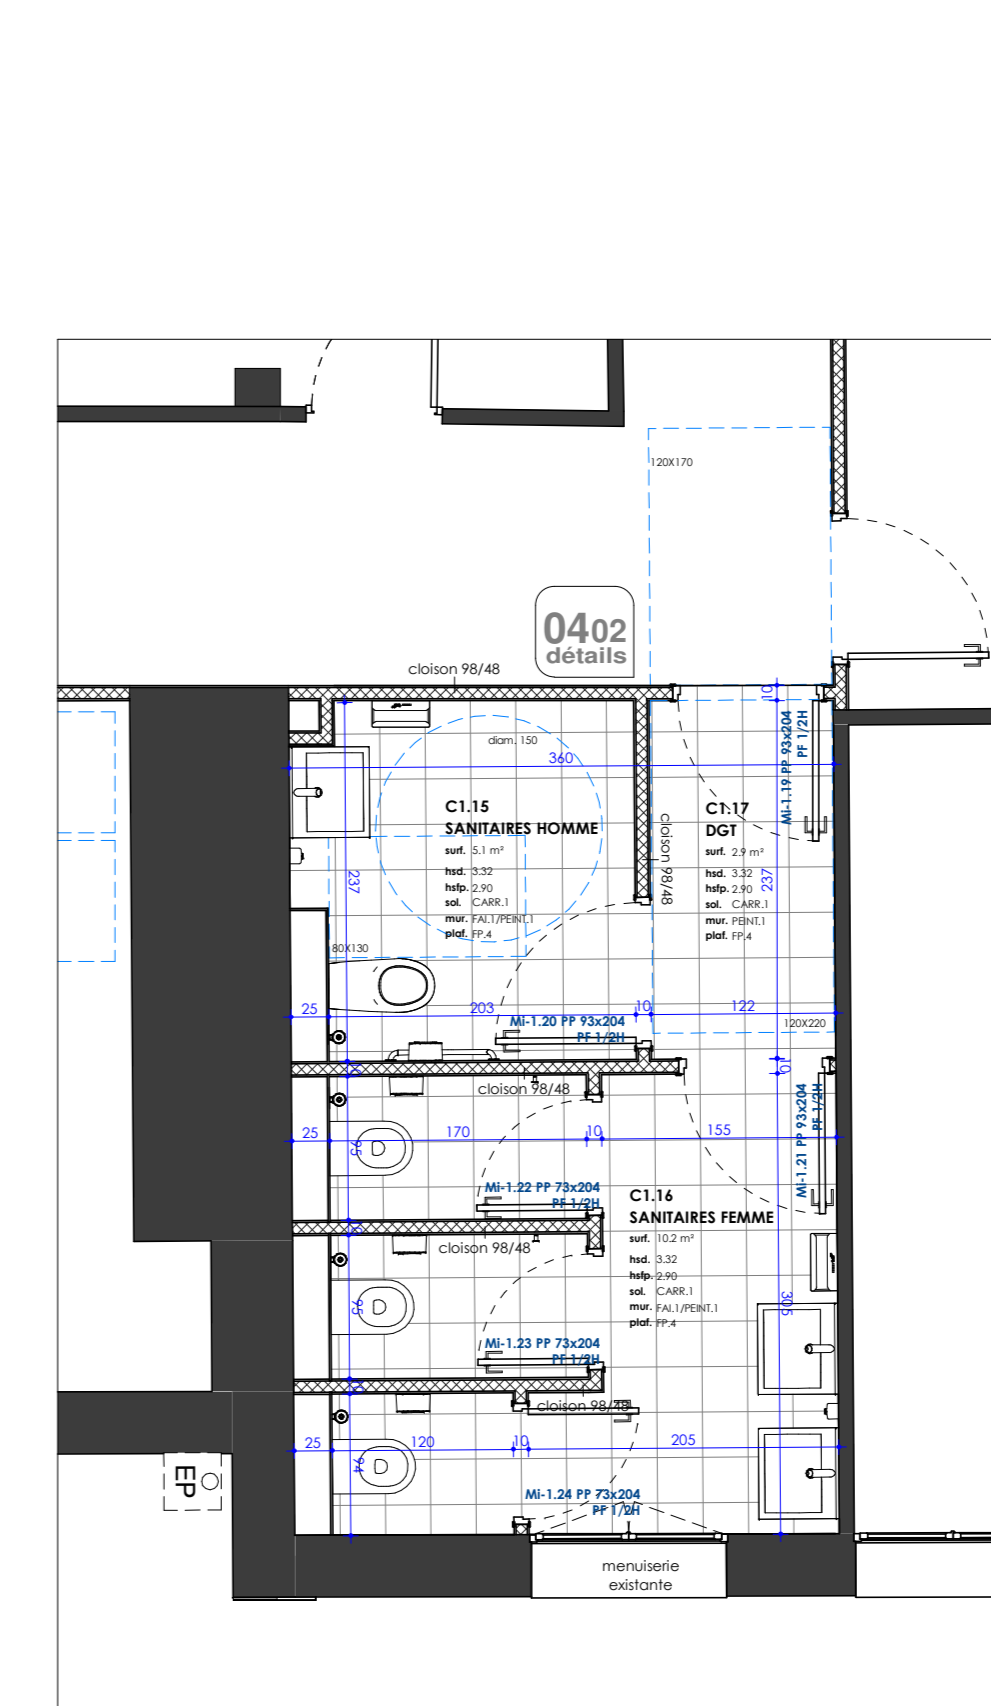 120X170
0402
détails
cloison 98/48
10
diam. 150
360
Mi-1.19 PP 93x204
PF 1/2H
C1.15
SANITAIRES HOMME
surf. 5.1 m²
hsd. 3.32
hsfp. 2.90
sol. CARR.1
mur. FAI.1/PEINT.1
plaf. FP.4
cloison 98/48
C1.17
DGT
surf. 2.9 m²
hsd. 3.32
hsfp. 2.90
sol. CARR.1
mur. PEINT.1
plaf. FP.4
237
237
80X130
25
203
10
122
120X220
Mi-1.20 PP 93x204
PF 1/2H
10
10
cloison 98/48
Mi-1.21 PP 93x204
PF 1/2H
25
170
10
155
95
Mi-1.22 PP 73x204
PF 1/2H
C1.16
SANITAIRES FEMME
surf. 10.2 m²
hsd. 3.32
hsfp. 2.90
sol. CARR.1
mur. FAI.1/PEINT.1
plaf. FP.4
10
cloison 98/48
95
305
Mi-1.23 PP 73x204
PF 1/2H
10
cloison 98/48
25
120
10
205
94
EP
Mi-1.24 PP 73x204
PF 1/2H
menuiserie
existante